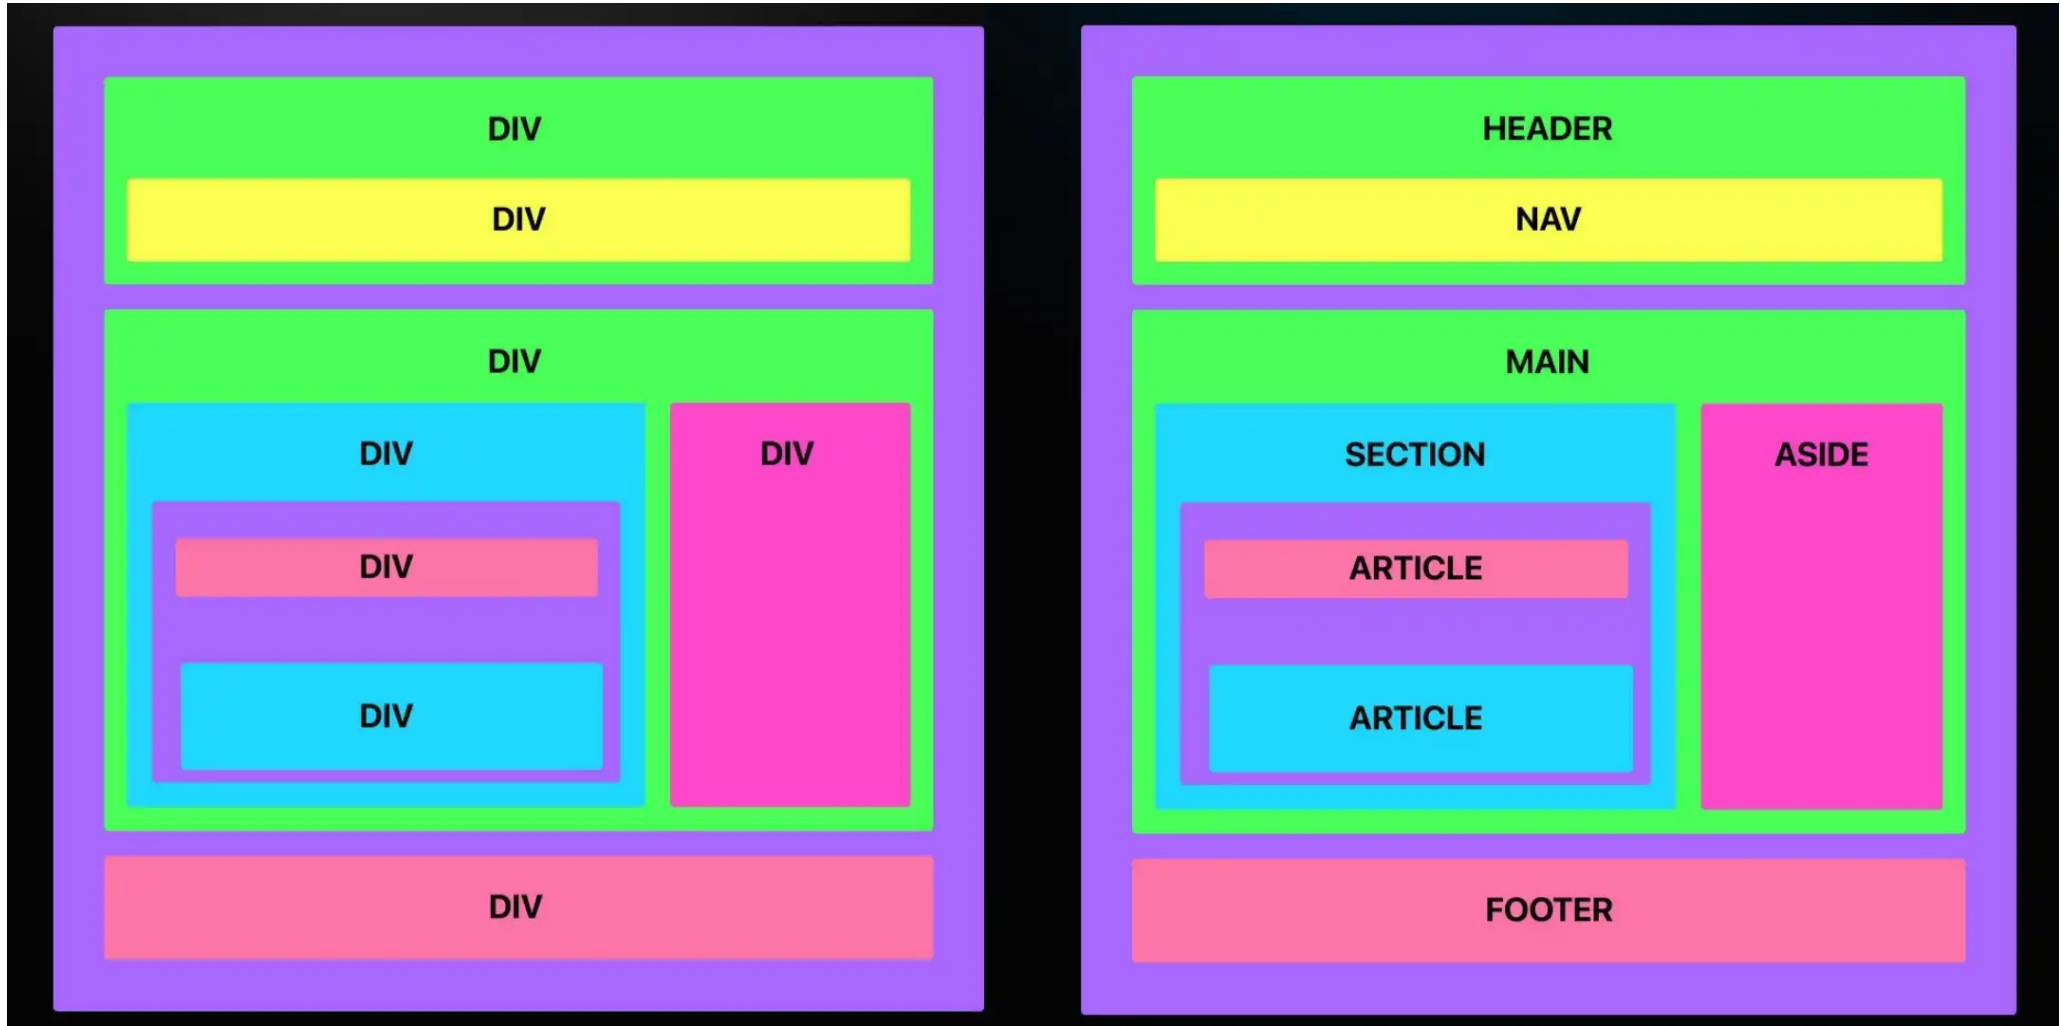 DIV
DIV
DIV
DIV
DIV
DIV
DIV
DIV
HEADER
NAV
MAIN
SECTION
ASIDE
ARTICLE
ARTICLE
FOOTER